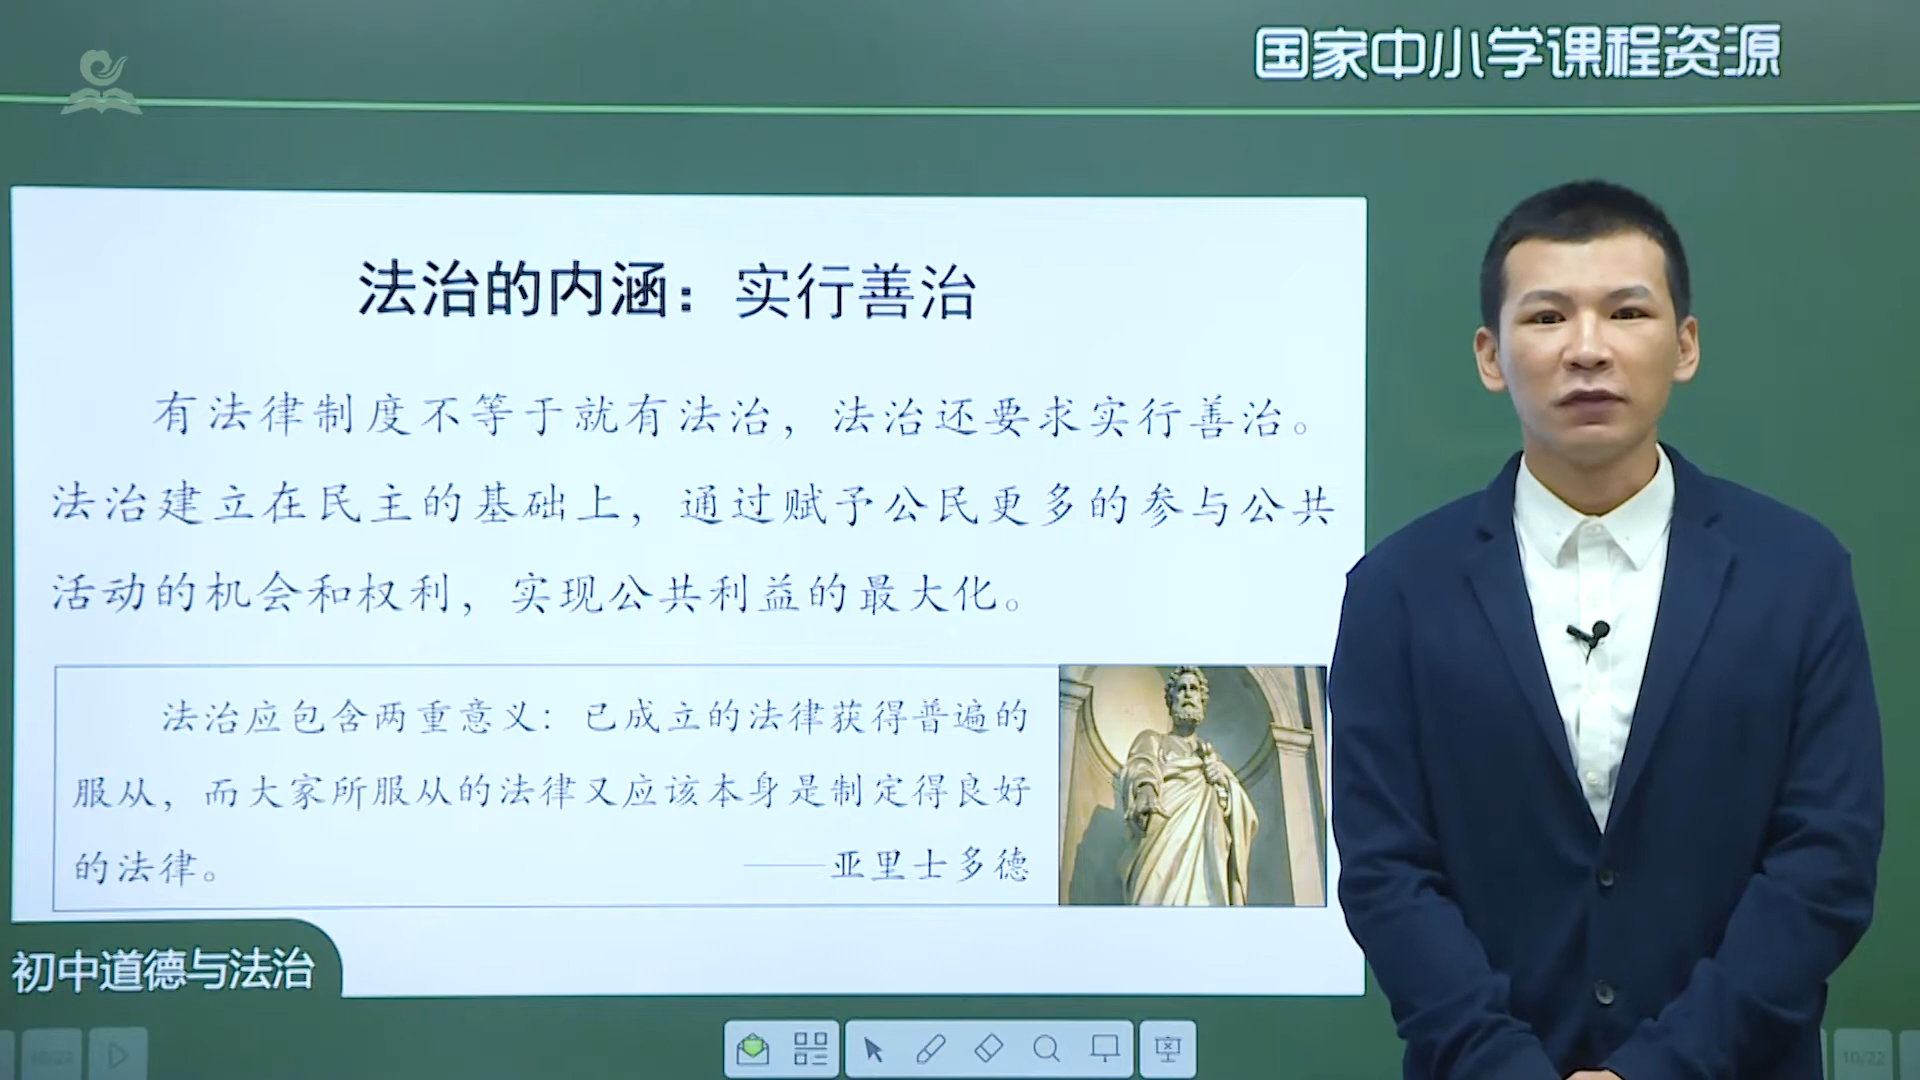 国家中小学课程资源
法治的内涵：实行善治
有法律制度不等于就有法治，法治还要求实行善治。
法治建立在民主的基础上，通过赋予公民更多的参与公共
活动的机会和权利，实现公共利益的最大化。
法治应包含两重意义：已成立的法律获得普遍的
服从，而大家所服从的法律又应该本身是制定得良好
的法律。
——亚里士多德
初中道德与法治
10/22
10/22